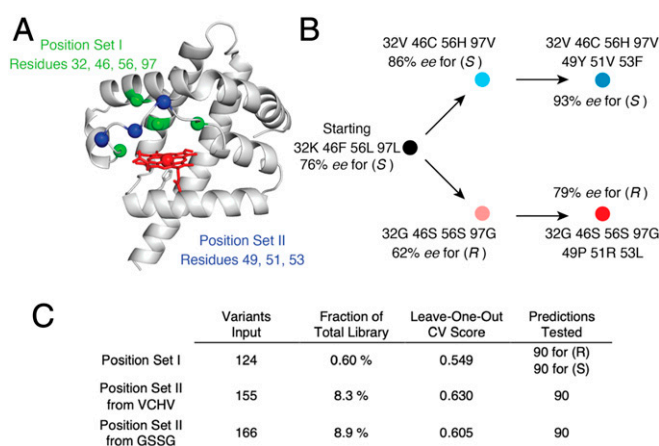 A
Position Set I
Residues 32, 46, 56, 97
Position Set II
Residues 49, 51, 53
B
32V 46C 56H 97V
86% ee for (S)
32V 46C 56H 97V
49Y 51V 53F
93% ee for (S)
Starting
32K 46F 56L 97L
76% ee for (S)
32G 46S 56S 97G
62% ee for (R)
79% ee for (R)
32G 46S 56S 97G
49P 51R 53L
C
Variants Input | Fraction of Total Library | Leave-One-Out CV Score | Predictions Tested
Position Set I | 124 | 0.60 % | 0.549 | 90 for (R) 90 for (S)
Position Set II from VCHV | 155 | 8.3 % | 0.630 | 90
Position Set II from GSSG | 166 | 8.9 % | 0.605 | 90